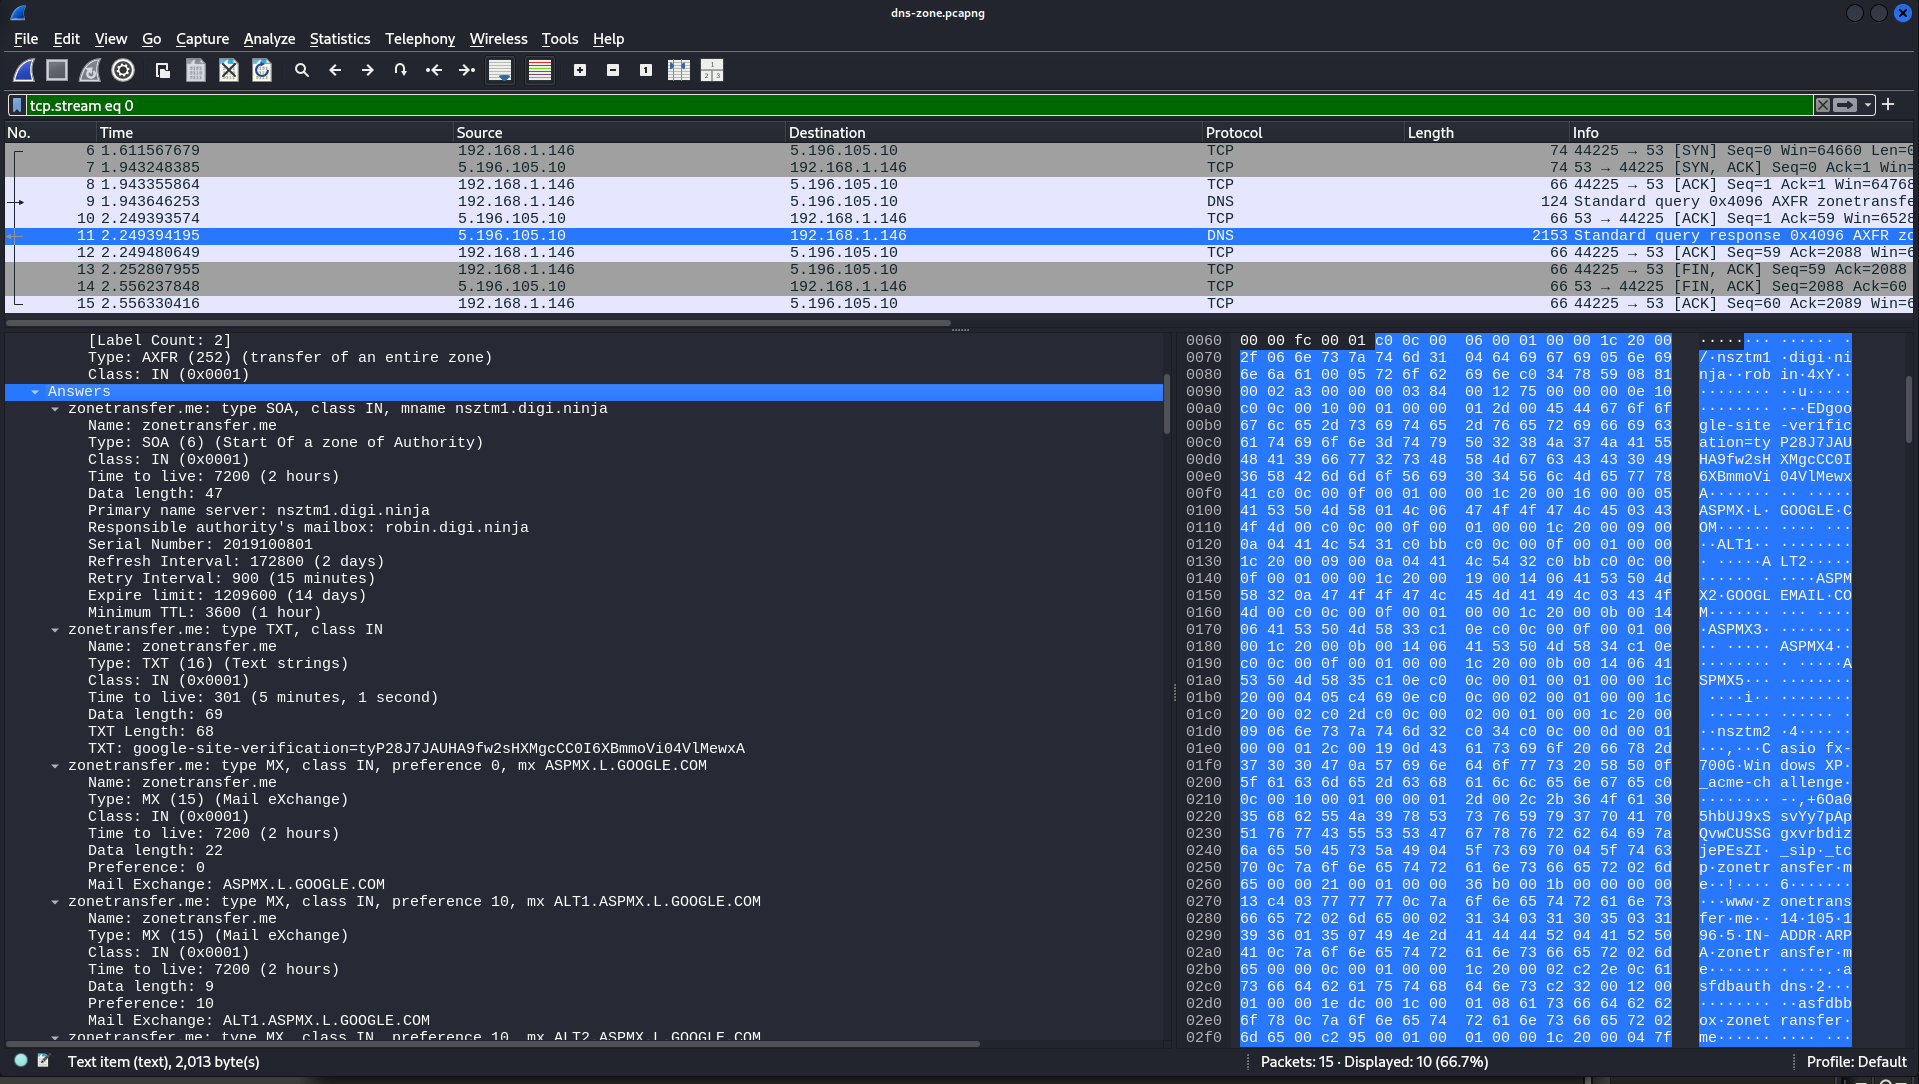 dns-zone.pcapng
File Edit View Go Capture Analyze Statistics Telephony Wireless Tools Help
tcp.stream eq 0
No. Time Source Destination Protocol Length Info
6 1.611567679 192.168.1.146 5.196.105.10 TCP 74 44225 → 53 [SYN] Seq=0 Win=64660 Len=0
7 1.943248385 5.196.105.10 192.168.1.146 TCP 74 53 → 44225 [SYN, ACK] Seq=0 Ack=1 Win=
8 1.943355864 192.168.1.146 5.196.105.10 TCP 66 44225 → 53 [ACK] Seq=1 Ack=1 Win=64768
9 1.943646253 192.168.1.146 5.196.105.10 DNS 124 Standard query 0x4096 AXFR zonetransfe
10 2.249393574 5.196.105.10 192.168.1.146 TCP 66 53 → 44225 [ACK] Seq=1 Ack=59 Win=6528
11 2.249394195 5.196.105.10 192.168.1.146 DNS 2153 Standard query response 0x4096 AXFR zo
12 2.249480649 192.168.1.146 5.196.105.10 TCP 66 44225 → 53 [ACK] Seq=59 Ack=2088 Win=6
13 2.252807955 192.168.1.146 5.196.105.10 TCP 66 44225 → 53 [FIN, ACK] Seq=59 Ack=2088
14 2.556237848 5.196.105.10 192.168.1.146 TCP 66 53 → 44225 [FIN, ACK] Seq=2088 Ack=60
15 2.556330416 192.168.1.146 5.196.105.10 TCP 66 44225 → 53 [ACK] Seq=60 Ack=2089 Win=6
[Label Count: 2]
Type: AXFR (252) (transfer of an entire zone)
Class: IN (0x0001)
Answers
zonetransfer.me: type SOA, class IN, mname nsztm1.digi.ninja
Name: zonetransfer.me
Type: SOA (6) (Start Of a zone of Authority)
Class: IN (0x0001)
Time to live: 7200 (2 hours)
Data length: 47
Primary name server: nsztm1.digi.ninja
Responsible authority's mailbox: robin.digi.ninja
Serial Number: 2019100801
Refresh Interval: 172800 (2 days)
Retry Interval: 900 (15 minutes)
Expire limit: 1209600 (14 days)
Minimum TTL: 3600 (1 hour)
zonetransfer.me: type TXT, class IN
Name: zonetransfer.me
Type: TXT (16) (Text strings)
Class: IN (0x0001)
Time to live: 301 (5 minutes, 1 second)
Data length: 69
TXT Length: 68
TXT: google-site-verification=tyP28J7JAUHA9fw2sHXMgcCC0I6XBmmoVi04VlMewxA
zonetransfer.me: type MX, class IN, preference 0, mx ASPMX.L.GOOGLE.COM
Name: zonetransfer.me
Type: MX (15) (Mail eXchange)
Class: IN (0x0001)
Time to live: 7200 (2 hours)
Data length: 22
Preference: 0
Mail Exchange: ASPMX.L.GOOGLE.COM
zonetransfer.me: type MX, class IN, preference 10, mx ALT1.ASPMX.L.GOOGLE.COM
Name: zonetransfer.me
Type: MX (15) (Mail eXchange)
Class: IN (0x0001)
Time to live: 7200 (2 hours)
Data length: 9
Preference: 10
Mail Exchange: ALT1.ASPMX.L.GOOGLE.COM
zonetransfer.me: type MX, class IN, preference 10, mx ALT2.ASPMX.L.GOOGLE.COM
0060 00 00 fc 00 01 c0 0c 00 06 00 01 00 00 1c 20 00
0070 2f 06 6e 73 7a 74 6d 31 04 64 69 67 69 05 6e 69 /·nsztm1 ·digi·ni
0080 6e 6a 61 00 05 72 6f 62 69 6e c0 34 78 59 08 81 nja··rob in·4xY··
0090 00 02 a3 00 00 00 03 84 00 12 75 00 00 00 0e 10
00a0 c0 0c 00 10 00 01 00 00 01 2d 00 45 44 67 6f 6f ········ ·-·EDgoo
00b0 67 6c 65 2d 73 69 74 65 2d 76 65 72 69 66 69 63 gle-site -verific
00c0 61 74 69 6f 6e 3d 74 79 50 32 38 4a 37 4a 41 55 ation=ty P28J7JAU
00d0 48 41 39 66 77 32 73 48 58 4d 67 63 43 43 30 49 HA9fw2sH XMgcCC0I
00e0 36 58 42 6d 6d 6f 56 69 30 34 56 6c 4d 65 77 78 6XBmmoVi 04VlMewx
00f0 41 c0 0c 00 0f 00 01 00 00 1c 20 00 16 00 00 05 A······· ·· ·····
0100 41 53 50 4d 58 01 4c 06 47 4f 4f 47 4c 45 03 43 ASPMX·L· GOOGLE·C
0110 4f 4d 00 c0 0c 00 0f 00 01 00 00 1c 20 00 09 00 OM······ ···· ···
0120 0a 04 41 4c 54 31 c0 bb c0 0c 00 0f 00 01 00 00 ··ALT1·· ········
0130 1c 20 00 09 00 0a 04 41 4c 54 32 c0 bb c0 0c 00 · ·····A LT2·····
0140 0f 00 01 00 00 1c 20 00 19 00 14 06 41 53 50 4d ······ · ····ASPM
0150 58 32 0a 47 4f 4f 47 4c 45 4d 41 49 4c 03 43 4f X2·GOOGL EMAIL·CO
0160 4d 00 c0 0c 00 0f 00 01 00 00 1c 20 00 0b 00 14 M······· ··· ····
0170 06 41 53 50 4d 58 33 c1 0e c0 0c 00 0f 00 01 00 ·ASPMX3· ········
0180 00 1c 20 00 0b 00 14 06 41 53 50 4d 58 34 c1 0e ·· ····· ASPMX4··
0190 c0 0c 00 0f 00 01 00 00 1c 20 00 0b 00 14 06 41 ········ · ·····A
01a0 53 50 4d 58 35 c1 0e c0 0c 00 01 00 01 00 00 1c SPMX5··· ········
01b0 20 00 04 05 c4 69 0e c0 0c 00 02 00 01 00 00 1c  ····i·· ········
01c0 20 00 02 c0 2d c0 0c 00 02 00 01 00 00 1c 20 00  ···-··· ······ ·
01d0 09 06 6e 73 7a 74 6d 32 c0 34 c0 0c 00 0d 00 01 ··nsztm2 ·4······
01e0 00 00 01 2c 00 19 0d 43 61 73 69 6f 20 66 78 2d ···,···C asio fx-
01f0 37 30 30 47 0a 57 69 6e 64 6f 77 73 20 58 50 0f 700G·Win dows XP·
0200 5f 61 63 6d 65 2d 63 68 61 6c 6c 65 6e 67 65 c0 _acme-ch allenge·
0210 0c 00 10 00 01 00 00 01 2d 00 2c 2b 36 4f 61 30 ········ -·,+6Oa0
0220 35 68 62 55 4a 39 78 53 73 76 59 79 37 70 41 70 5hbUJ9xS svYy7pAp
0230 51 76 77 43 55 53 53 47 67 78 76 72 62 64 69 7a QvwCUSSG gxvrbdiz
0240 6a 65 50 45 73 5a 49 04 5f 73 69 70 04 5f 74 63 jePEsZI· _sip·_tc
0250 70 0c 7a 6f 6e 65 74 72 61 6e 73 66 65 72 02 6d p·zonetr ansfer·m
0260 65 00 00 21 00 01 00 00 36 b0 00 1b 00 00 00 00 e··!···· 6·······
0270 13 c4 03 77 77 77 0c 7a 6f 6e 65 74 72 61 6e 73 ···www·z onetrans
0280 66 65 72 02 6d 65 00 02 31 34 03 31 30 35 03 31 fer·me·· 14·105·1
0290 39 36 01 35 07 49 4e 2d 41 44 44 52 04 41 52 50 96·5·IN- ADDR·ARP
02a0 41 0c 7a 6f 6e 65 74 72 61 6e 73 66 65 72 02 6d A·zonetr ansfer·m
02b0 65 00 00 0c 00 01 00 00 1c 20 00 02 c2 2e 0c 61 e······· · ···.·a
02c0 73 66 64 62 61 75 74 68 64 6e 73 c2 32 00 12 00 sfdbauth dns·2···
02d0 01 00 00 1e dc 00 1c 00 01 08 61 73 66 64 62 62 ········ ··asfdbb
02e0 6f 78 0c 7a 6f 6e 65 74 72 61 6e 73 66 65 72 02 ox·zonet ransfer·
02f0 6d 65 00 c2 95 00 01 00 01 00 00 1c 20 00 04 7f me······ ···· ···
Text item (text), 2,013 byte(s)
Packets: 15 · Displayed: 10 (66.7%)
Profile: Default